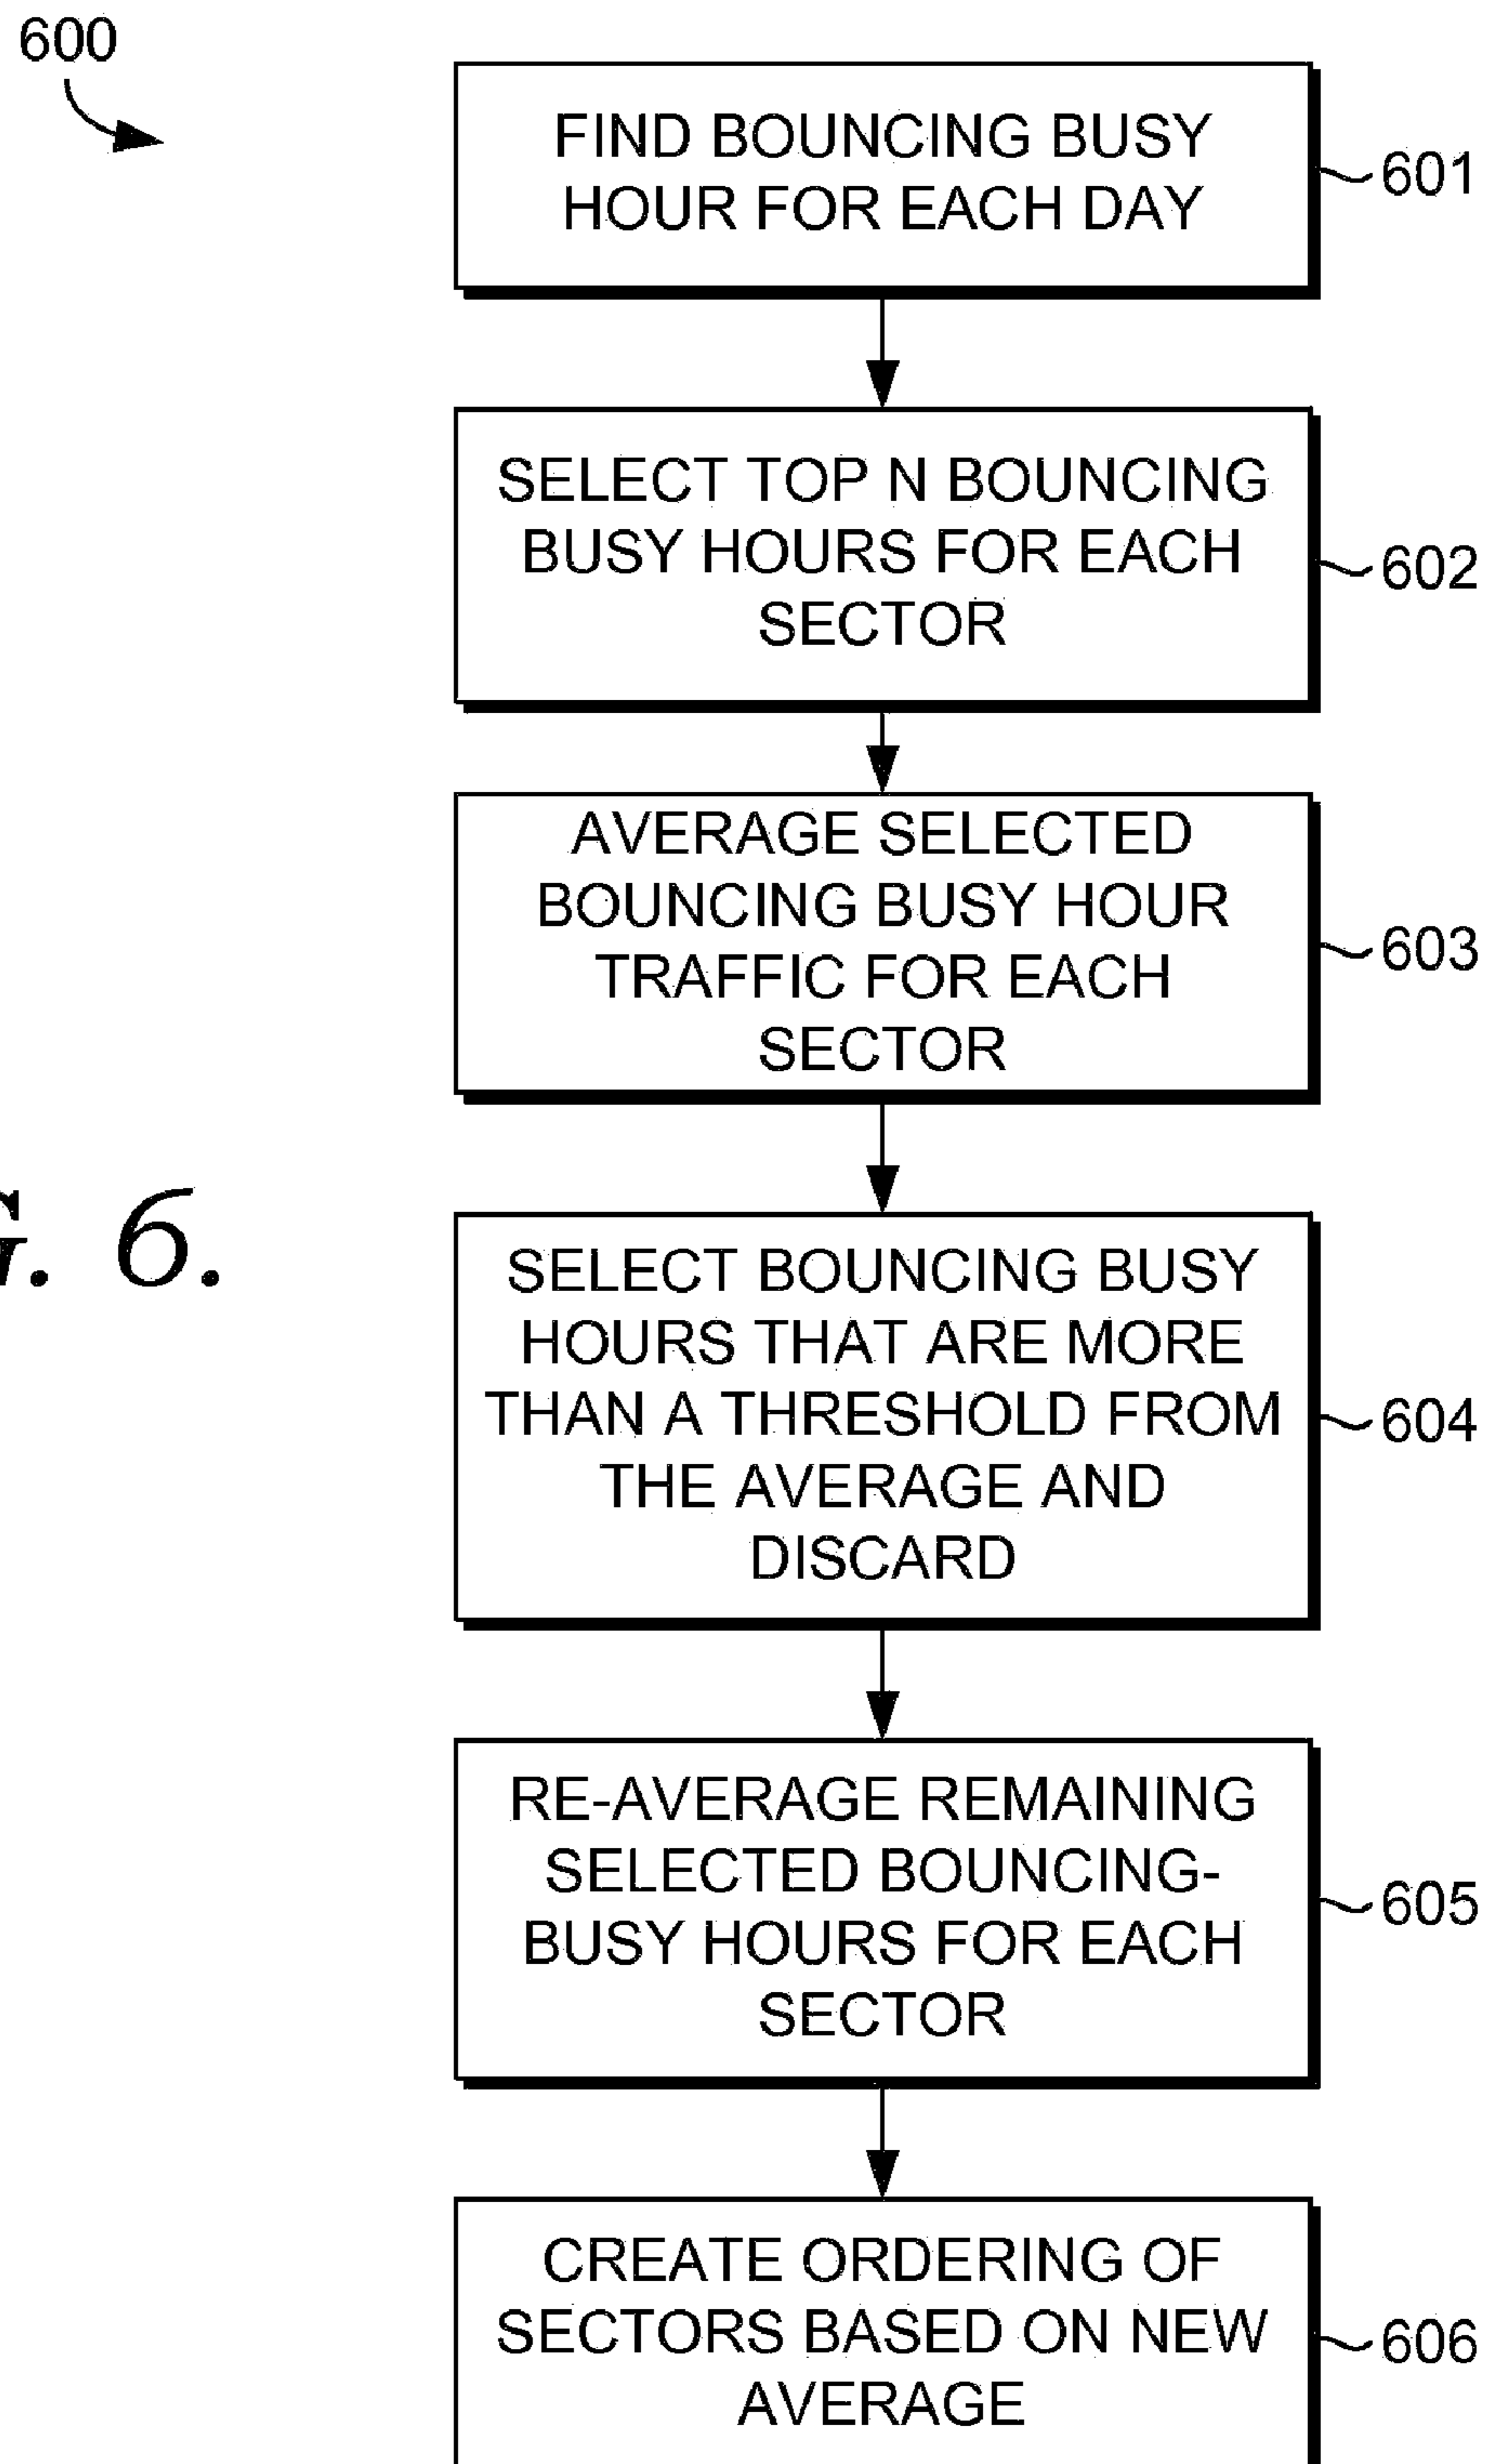 600
FIND BOUNCING BUSY
HOUR FOR EACH DAY
601
SELECT TOP N BOUNCING
BUSY HOURS FOR EACH
SECTOR
602
AVERAGE SELECTED
BOUNCING BUSY HOUR
TRAFFIC FOR EACH
SECTOR
603
6.
SELECT BOUNCING BUSY
HOURS THAT ARE MORE
THAN A THRESHOLD FROM
THE AVERAGE AND
DISCARD
604
RE-AVERAGE REMAINING
SELECTED BOUNCING-
BUSY HOURS FOR EACH
SECTOR
605
CREATE ORDERING OF
SECTORS BASED ON NEW
AVERAGE
606